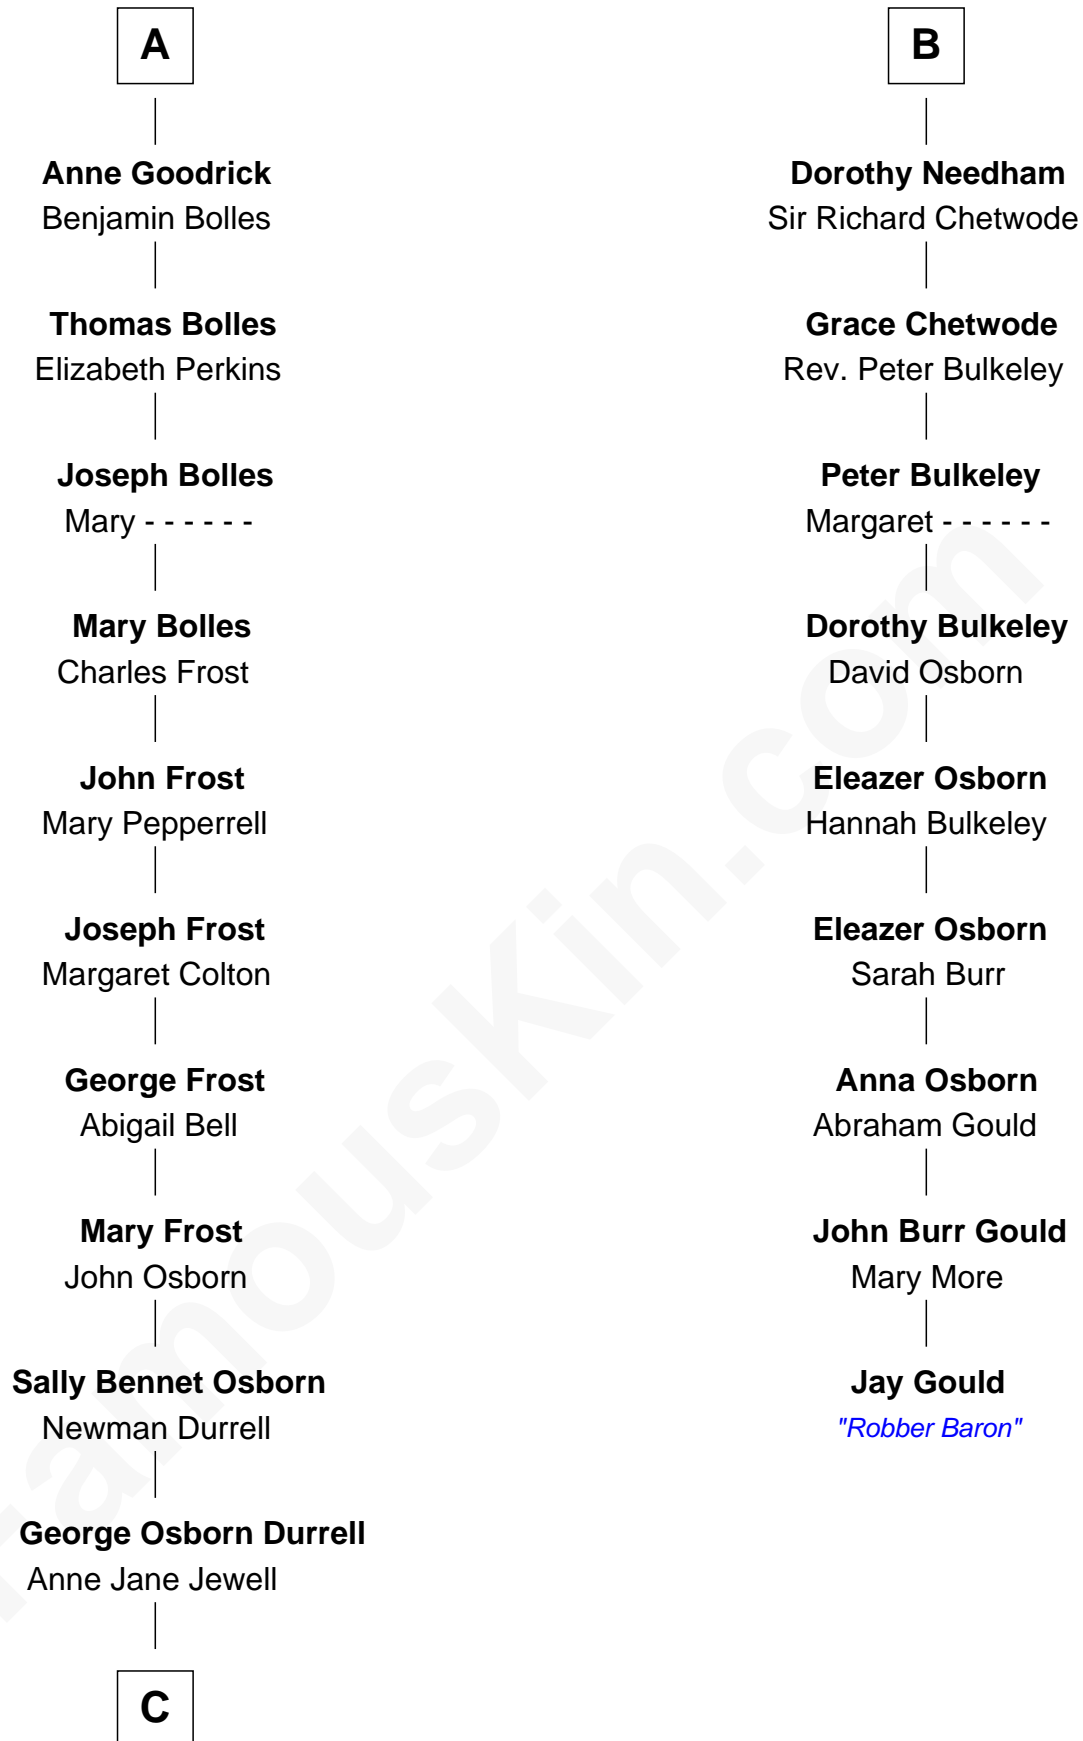 A
Anne Goodrick
Benjamin Bolles
Thomas Bolles
Elizabeth Perkins
Joseph Bolles
Mary - - - - - -
Mary Bolles
Charles Frost
John Frost
Mary Pepperrell
Joseph Frost
Margaret Colton
George Frost
Abigail Bell
Mary Frost
John Osborn
Sally Bennet Osborn
Newman Durrell
George Osborn Durrell
Anne Jane Jewell
C
B
Dorothy Needham
Sir Richard Chetwode
Grace Chetwode
Rev. Peter Bulkeley
Peter Bulkeley
Margaret - - - - - -
Dorothy Bulkeley
David Osborn
Eleazer Osborn
Hannah Bulkeley
Eleazer Osborn
Sarah Burr
Anna Osborn
Abraham Gould
John Burr Gould
Mary More
Jay Gould
"Robber Baron"
FamousKin.com